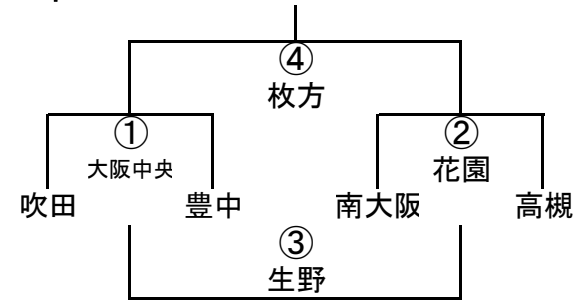 ④
枚方
① ②
大阪中央 花園
吹田 豊中 南大阪 高槻
③
生野